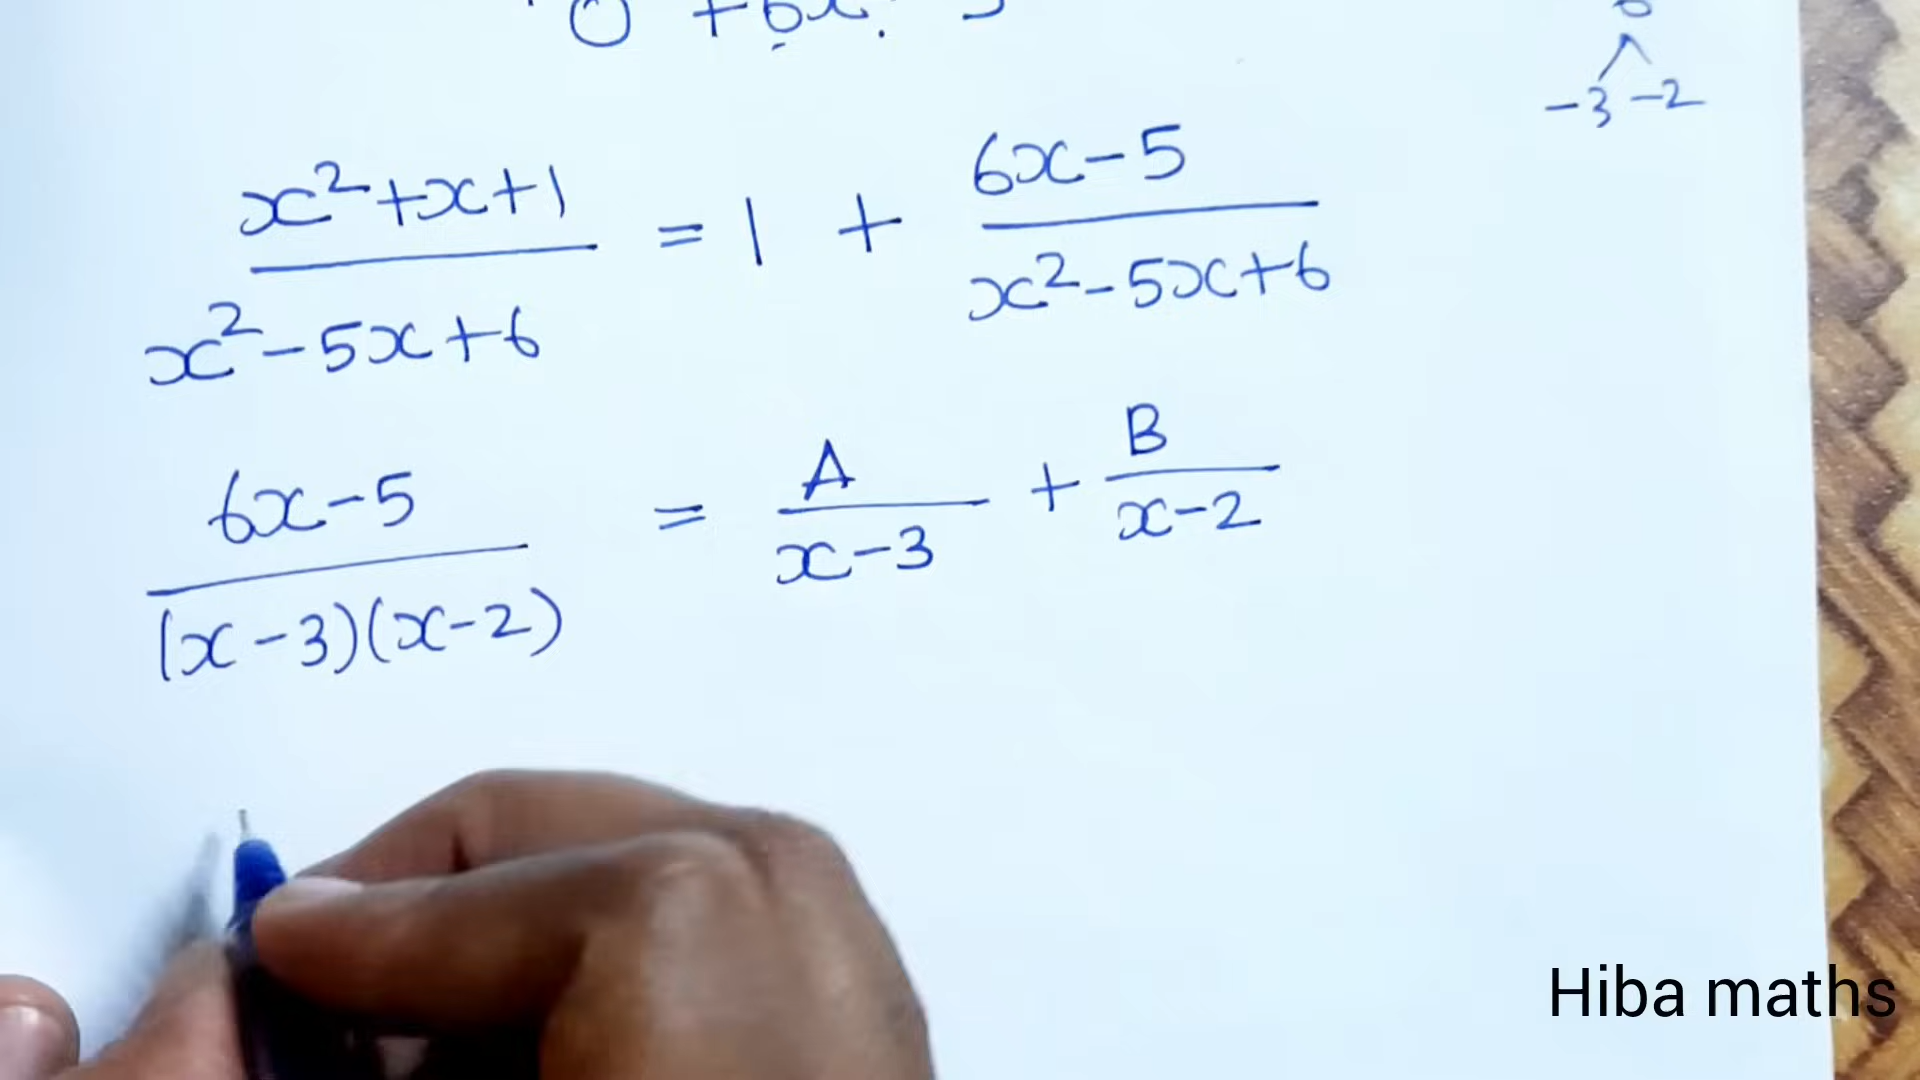 -3 -2
x²+x+1 / x²-5x+6 = 1 + 6x-5 / x²-5x+6
6x-5 / (x-3)(x-2) = A / x-3 + B / x-2
Hiba maths